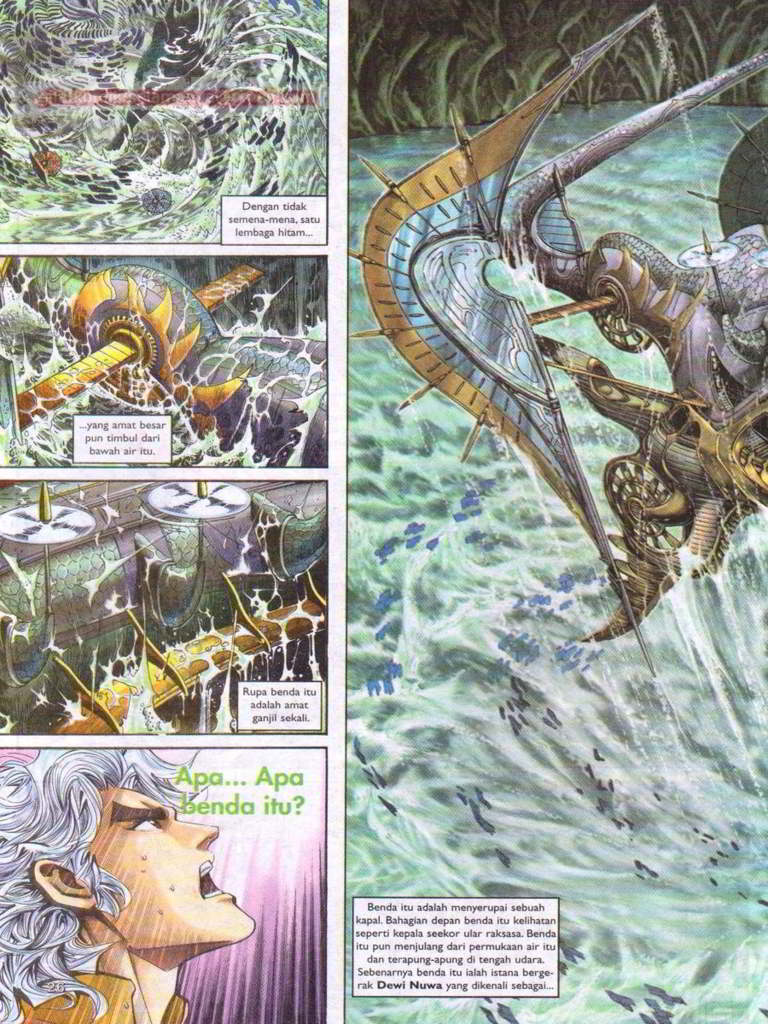 Dengan tidak
semena-mena, satu
lembaga hitam...
...yang amat besar
pun timbul dari
bawah air itu.
Rupa benda itu
adalah amat
ganjil sekali.
Apa... Apa
benda itu?
26
Benda itu adalah menyerupai sebuah
kapal. Bahagian depan benda itu kelihatan
seperti kepala seekor ular raksasa. Benda
itu pun menjulang dari permukaan air itu
dan terapung-apung di tengah udara.
Sebenarnya benda itu ialah istana berge-
rak Dewi Nuwa yang dikenali sebagai...